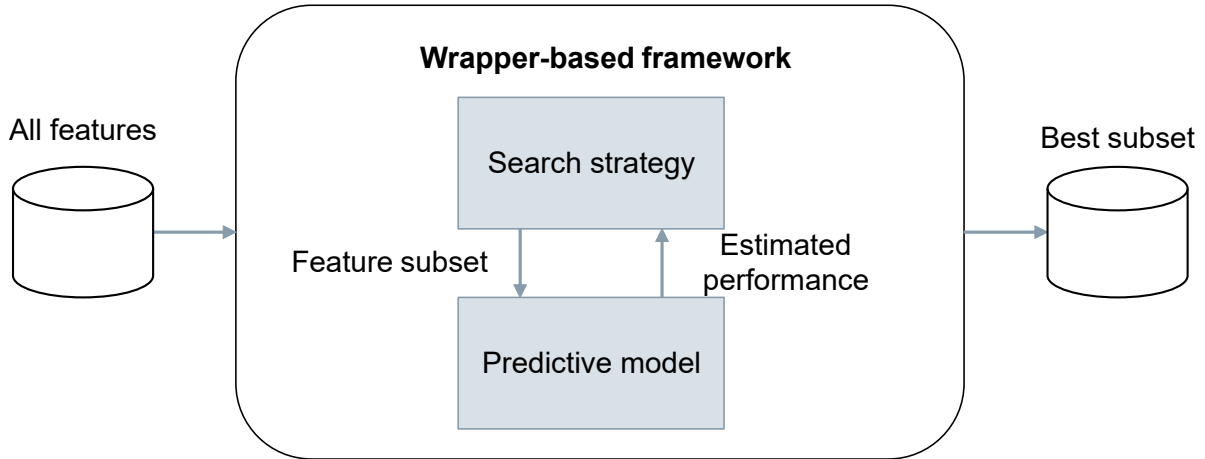 Wrapper-based framework
All features
Search strategy
Best subset
Feature subset
Estimated
performance
Predictive model